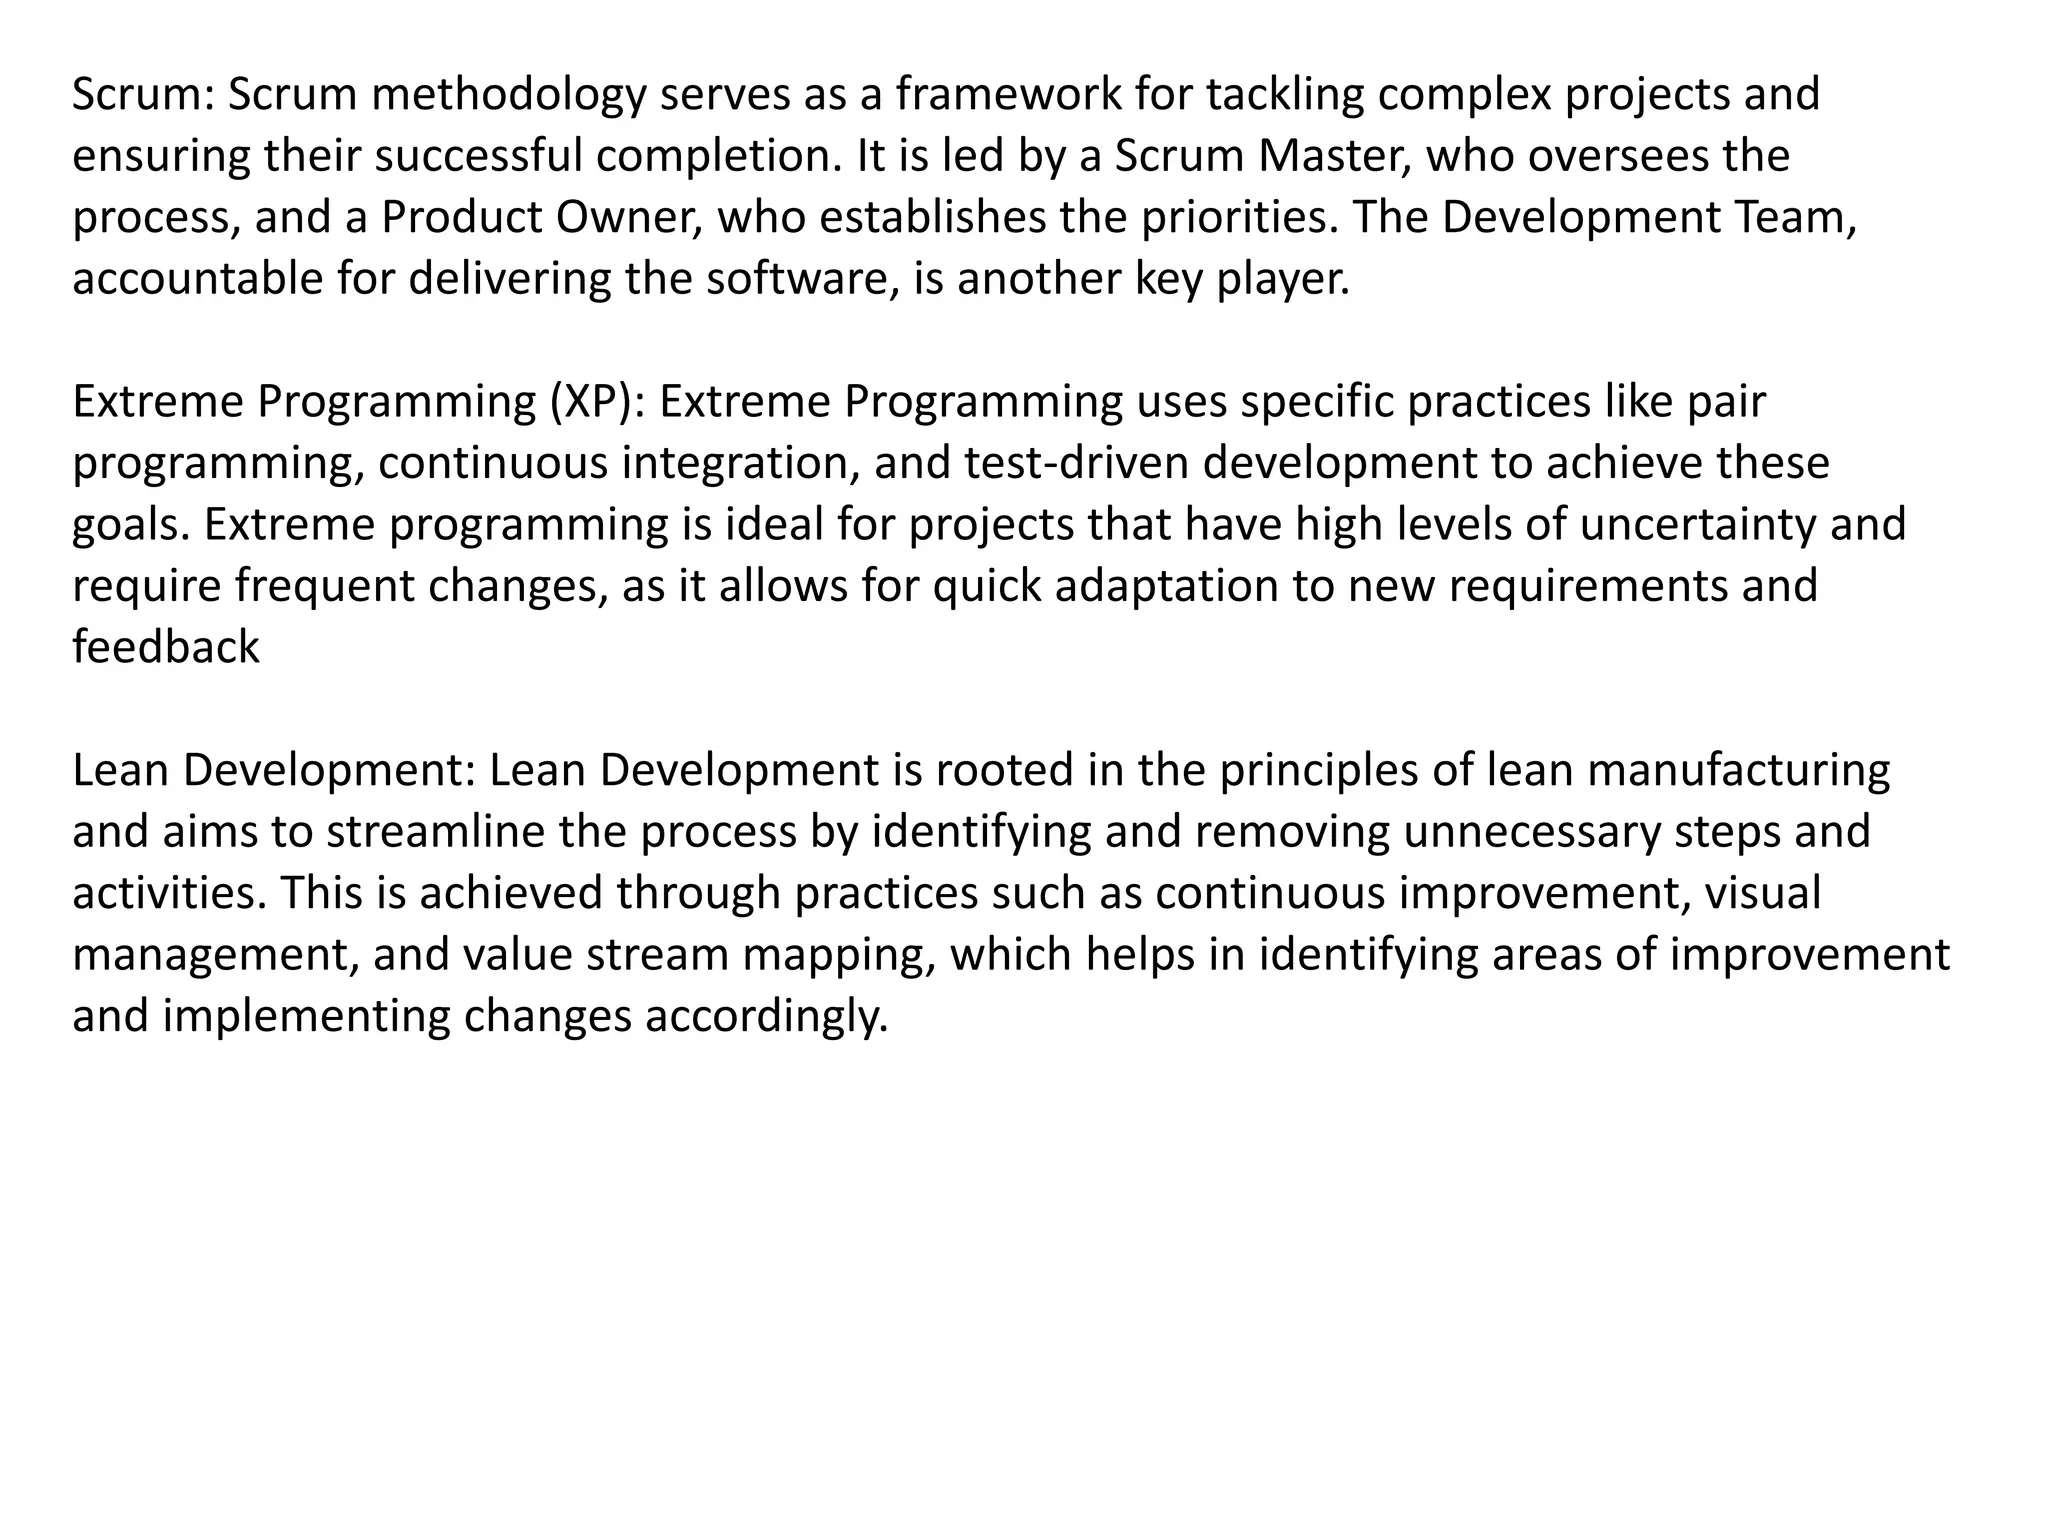 Scrum: Scrum methodology serves as a framework for tackling complex projects and
ensuring their successful completion. It is led by a Scrum Master, who oversees the
process, and a Product Owner, who establishes the priorities. The Development Team,
accountable for delivering the software, is another key player.
Extreme Programming (XP): Extreme Programming uses specific practices like pair
programming, continuous integration, and test-driven development to achieve these
goals. Extreme programming is ideal for projects that have high levels of uncertainty and
require frequent changes, as it allows for quick adaptation to new requirements and
feedback
Lean Development: Lean Development is rooted in the principles of lean manufacturing
and aims to streamline the process by identifying and removing unnecessary steps and
activities. This is achieved through practices such as continuous improvement, visual
management, and value stream mapping, which helps in identifying areas of improvement
and implementing changes accordingly.